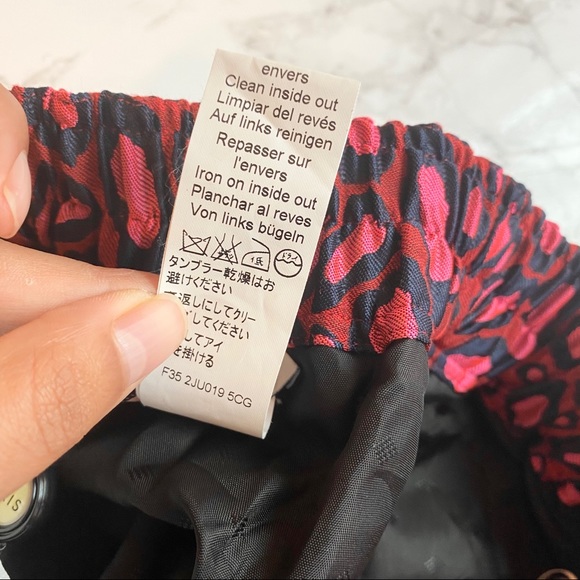 envers
Clean inside out
Limpiar del revés
Auf links reinigen
Repasser sur
l'envers
Iron on inside out
Planchar al reves
Von links bügeln
タンブラー乾燥はお
避けください
返しにしてクリー
してください
してアイ
を掛ける
F35 2JU019 5CG
IS